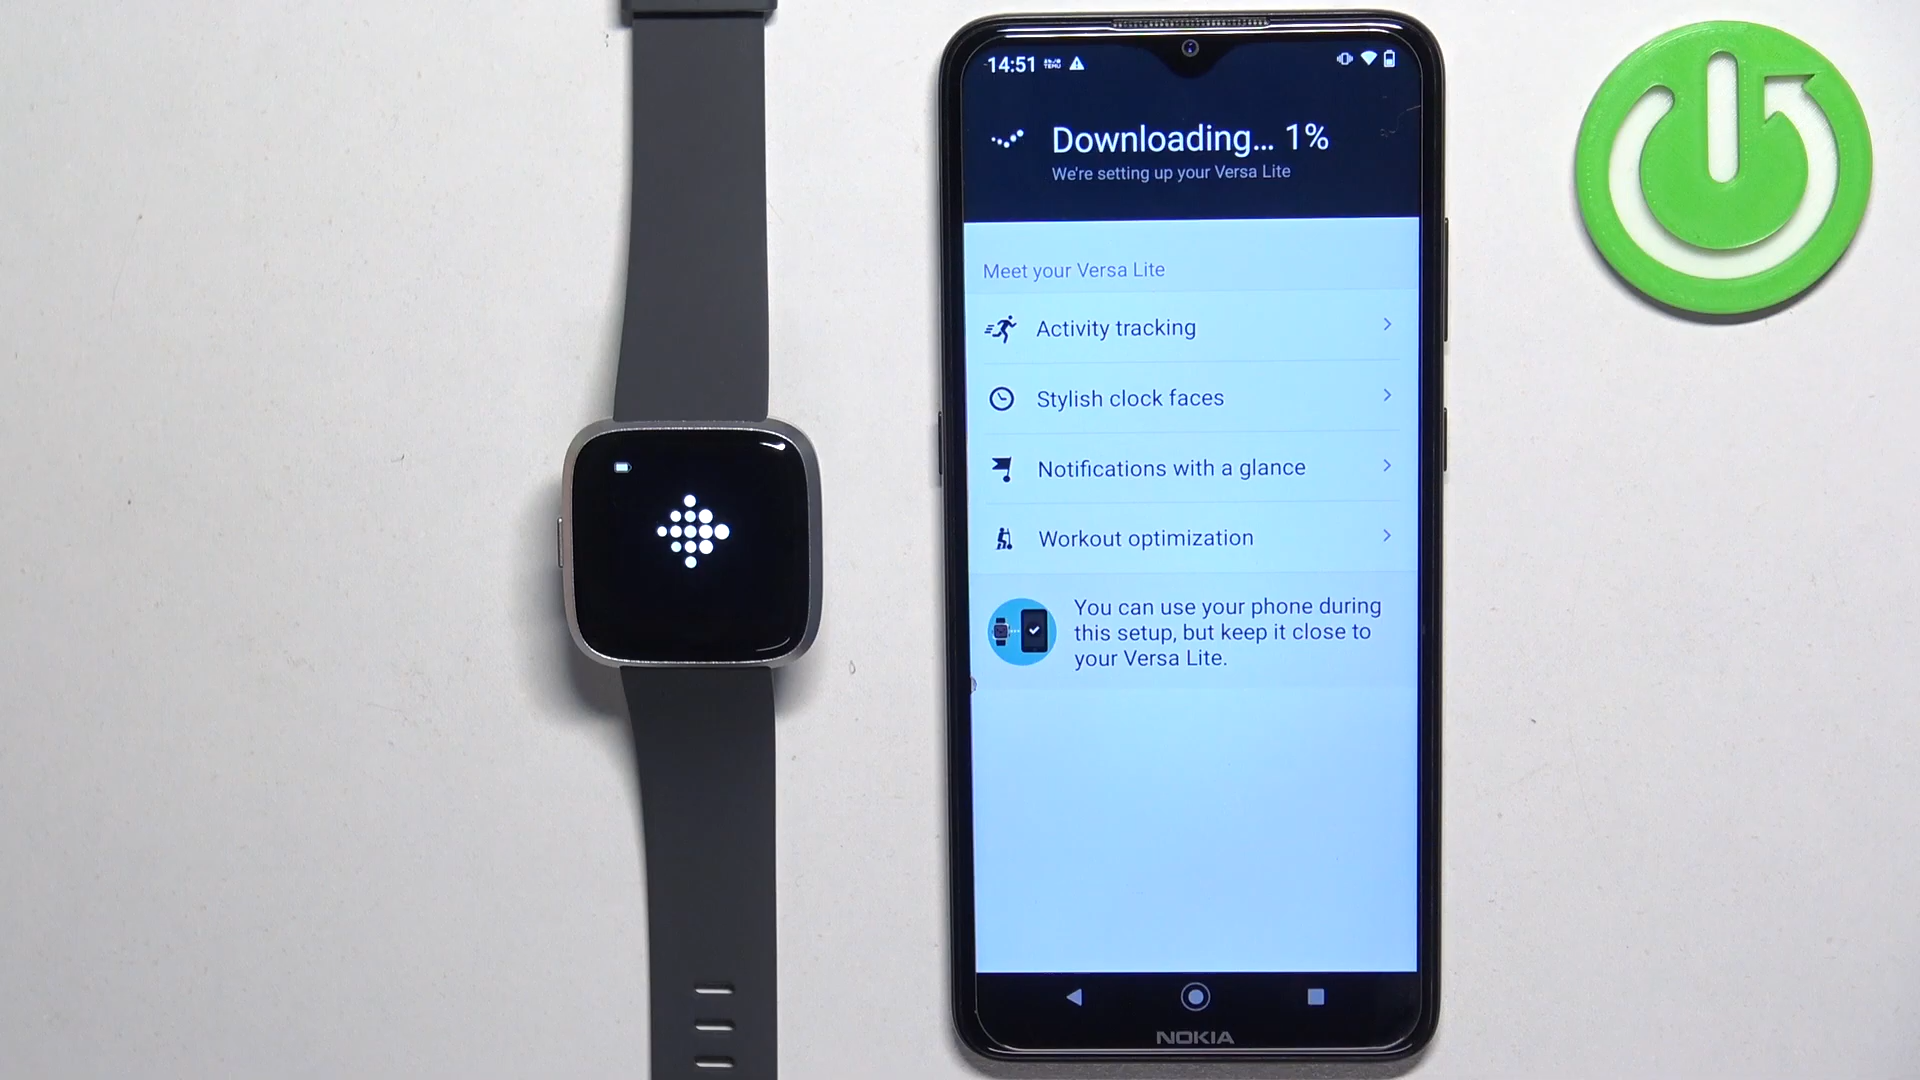 14:51
Downloading... 1%
We're setting up your Versa Lite
Meet your Versa Lite
Activity tracking
Stylish clock faces
Notifications with a glance
Workout optimization
You can use your phone during
this setup, but keep it close to
your Versa Lite.
NOKIA